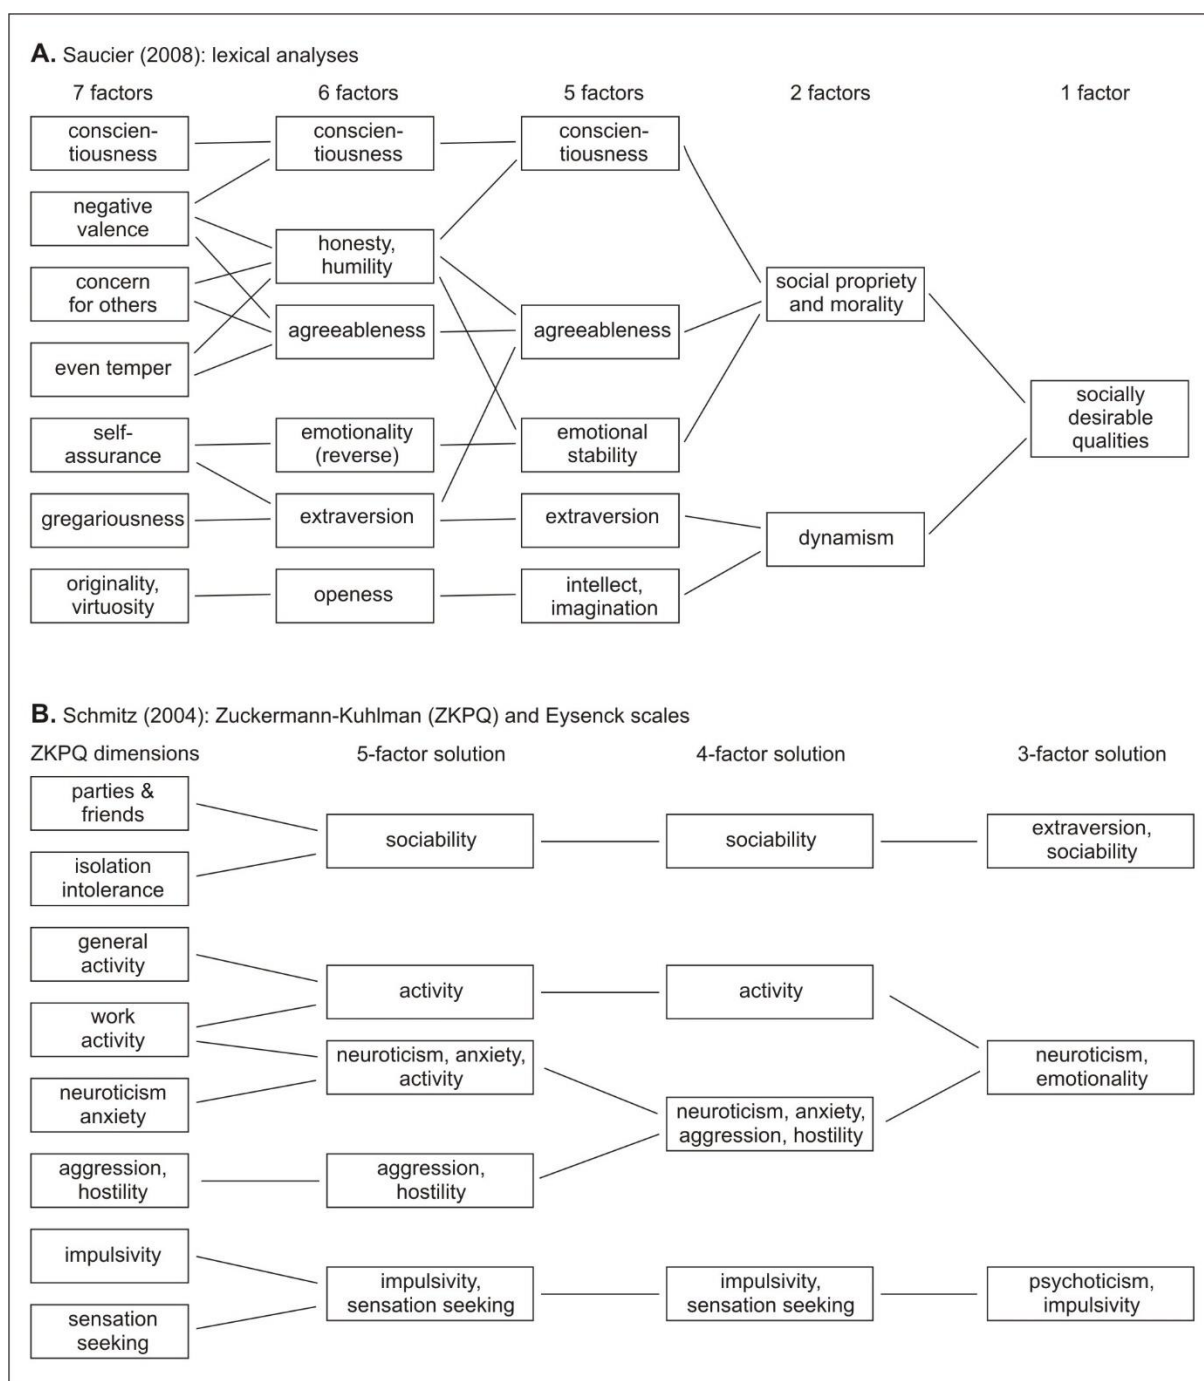 A. Saucier (2008): lexical analyses
7 factors
6 factors
5 factors
2 factors
1 factor
conscien-
tiousness
conscien-
tiousness
conscien-
tiousness
negative
valence
honesty,
humility
concern
for others
social propriety
and morality
agreeableness
agreeableness
even temper
socially
desirable
qualities
self-
assurance
emotionality
(reverse)
emotional
stability
gregariousness
extraversion
extraversion
dynamism
originality,
virtuosity
openess
intellect,
imagination
B. Schmitz (2004): Zuckermann-Kuhlman (ZKPQ) and Eysenck scales
ZKPQ dimensions
5-factor solution
4-factor solution
3-factor solution
parties &
friends
sociability
sociability
extraversion,
sociability
isolation
intolerance
general
activity
activity
activity
work
activity
neuroticism, anxiety,
activity
neuroticism,
emotionality
neuroticism
anxiety
neuroticism, anxiety,
aggression, hostility
aggression,
hostility
aggression,
hostility
impulsivity
impulsivity,
sensation seeking
impulsivity,
sensation seeking
psychoticism,
impulsivity
sensation
seeking